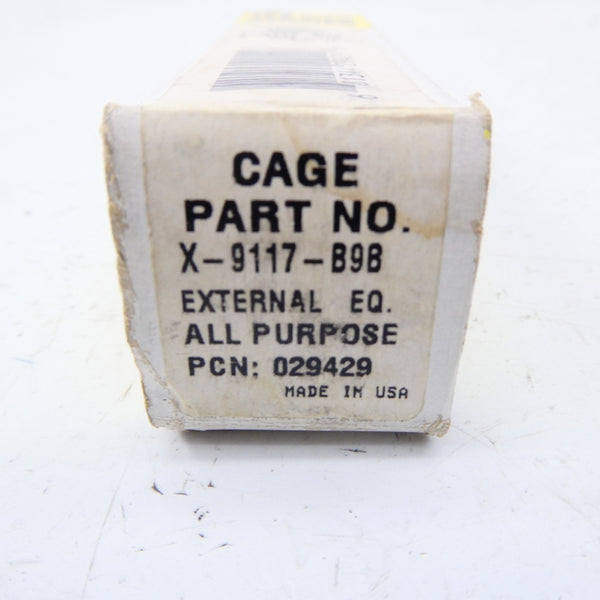 CAGE
PART NO.
X-9117-B9B
EXTERNAL EQ.
ALL PURPOSE
PCN: 029429
MADE IN USA